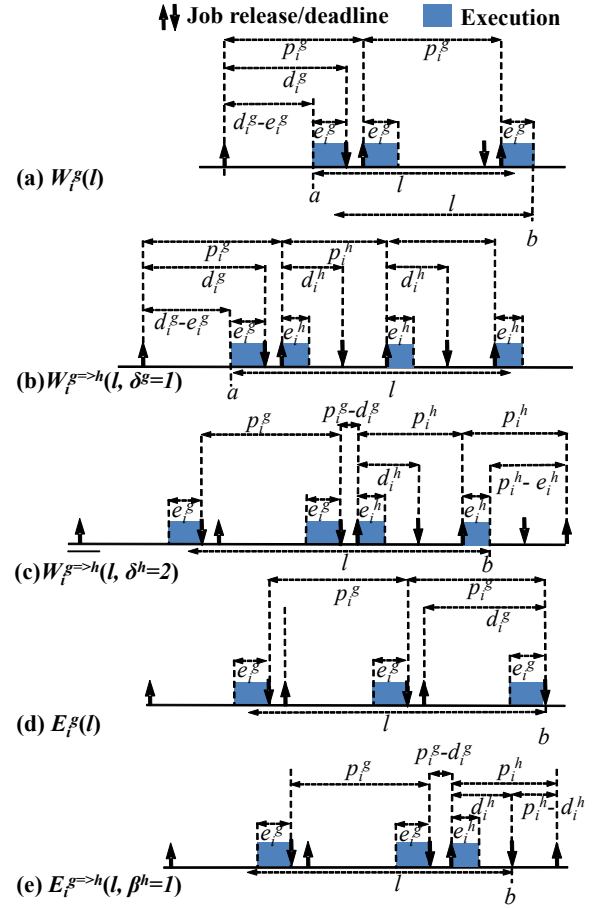 Job release/deadline Execution
p_i^g p_i^g
d_i^g
d_i^g-e_i^g e_i^g e_i^g e_i^g
(a) W_i^g(l)
a l
l b
p_i^g p_i^h
d_i^g d_i^h d_i^h
d_i^g-e_i^g e_i^g e_i^h e_i^h e_i^h
(b) W_i^{g=>h}(l, δ^g=1)
a l
p_i^g p_i^g-d_i^g p_i^h p_i^h
d_i^h p_i^h- e_i^h
e_i^g e_i^g e_i^h e_i^h
(c) W_i^{g=>h}(l, δ^h=2)
l b
p_i^g p_i^g
d_i^g
e_i^g e_i^g e_i^g
(d) E_i^g(l)
l b
p_i^g-d_i^g
p_i^g p_i^h
d_i^h p_i^h- d_i^h
e_i^g e_i^g e_i^h
(e) E_i^{g=>h}(l, β^h=1)
l b